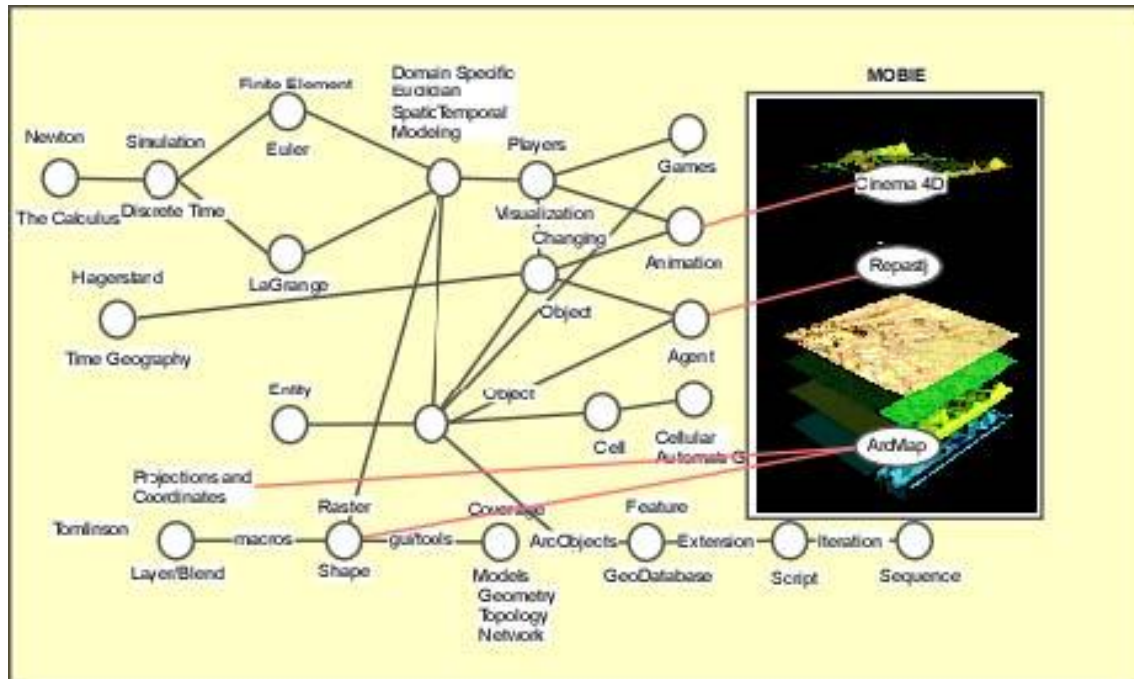 MOBIE
Finite Element
Domain Specific
Euclidian
SpaticTemporal
Modeling
Newton
Simulation
Euler
Players
Games
Cinema 4D
The Calculus
Discrete Time
Visualization
Changing
Animation
Repastj
Hagerstand
LaGrange
Object
Time Geography
Agent
Entity
Object
Cell
Cellular
Automata G
ArcMap
Projections and
Coordinates
Tomlinson
Raster
Coverage
Feature
macros
gui/tools
ArcObjects
Extension
Iteration
Layer/Blend
Shape
Models
Geometry
Topology
Network
GeoDatabase
Script
Sequence